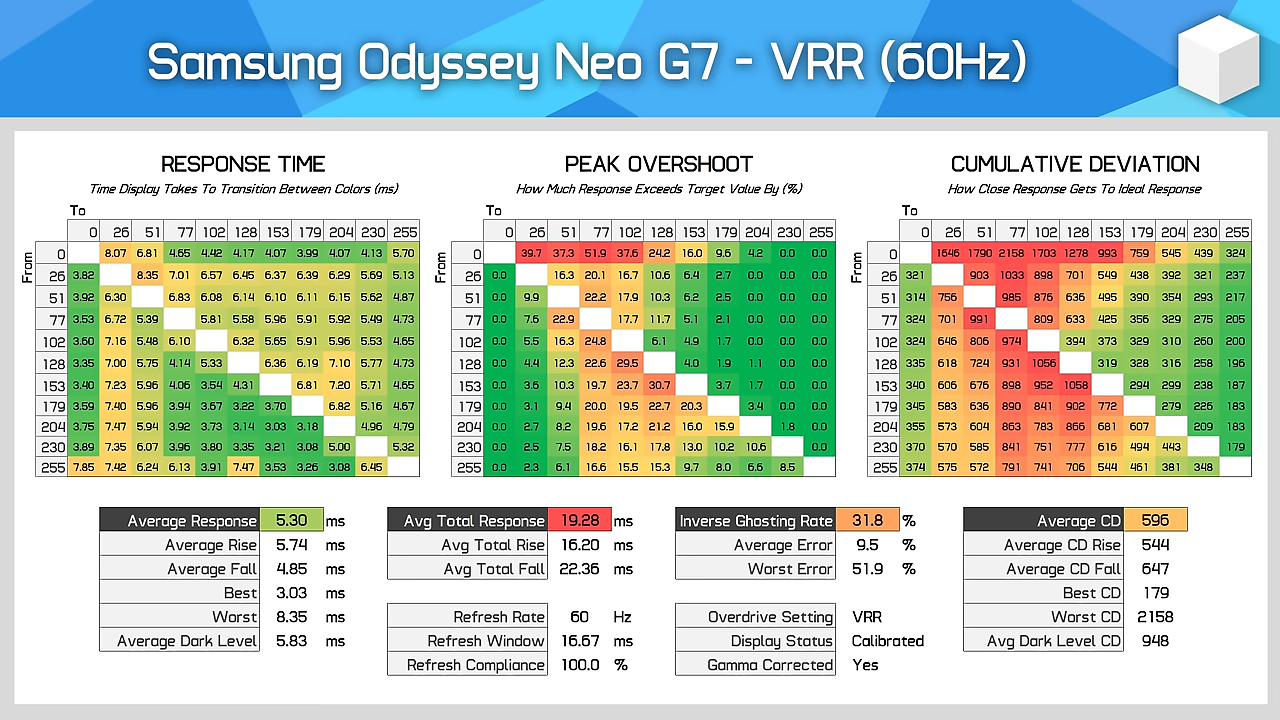 Samsung Odyssey Neo G7 - VRR (60Hz)
RESPONSE TIME
Time Display Takes To Transition Between Colors (ms)
To
From
0 26 51 77 102 128 153 179 204 230 255
0 8.07 6.81 4.65 4.42 4.17 4.07 3.99 4.07 4.13 5.70
26 3.82 8.35 7.01 6.57 6.45 6.37 6.39 6.29 5.69 5.13
51 3.92 6.30 6.83 6.08 6.14 6.10 6.11 6.15 5.62 4.87
77 3.53 6.72 5.39 5.81 5.58 5.96 5.91 5.92 5.49 4.73
102 3.60 7.16 5.48 6.10 6.32 5.65 5.91 5.96 5.53 4.65
128 3.35 7.00 5.75 4.14 5.33 6.36 6.19 7.10 5.77 4.73
153 3.40 7.23 5.96 4.06 3.54 4.31 6.81 7.20 5.71 4.65
179 3.59 7.40 5.96 3.94 3.67 3.22 3.70 6.82 5.16 4.67
204 3.75 7.47 5.94 3.92 3.73 3.14 3.03 3.18 4.96 4.79
230 3.89 7.35 6.07 3.96 3.80 3.35 3.21 3.08 5.00 5.32
255 7.85 7.42 6.24 6.13 3.91 7.47 3.53 3.26 3.08 6.45
PEAK OVERSHOOT
How Much Response Exceeds Target Value By (%)
To
From
0 26 51 77 102 128 153 179 204 230 255
0 39.7 37.3 51.9 37.6 24.2 16.0 9.6 4.2 0.0 0.0
26 0.0 16.3 20.1 16.7 10.6 6.4 2.7 0.0 0.0 0.0
51 0.0 9.9 22.2 17.9 10.3 6.2 2.5 0.0 0.0 0.0
77 0.0 7.6 22.9 17.7 11.7 5.1 2.1 0.0 0.0 0.0
102 0.0 5.5 16.3 24.8 6.1 4.9 1.7 0.0 0.0 0.0
128 0.0 4.4 12.3 22.6 29.5 4.0 1.9 1.1 0.0 0.0
153 0.0 3.6 10.3 19.7 23.7 30.7 3.7 1.7 0.0 0.0
179 0.0 3.1 9.4 20.0 19.5 22.7 20.3 3.4 0.0 0.0
204 0.0 2.7 8.2 19.6 17.2 21.2 16.0 15.9 1.8 0.0
230 0.0 2.5 7.5 18.2 16.1 17.8 13.0 10.2 10.6 0.0
255 0.0 2.3 6.1 16.6 15.5 15.3 9.7 8.0 6.6 8.5
CUMULATIVE DEVIATION
How Close Response Gets To Ideal Response
To
From
0 26 51 77 102 128 153 179 204 230 255
0 1646 1790 2158 1703 1278 993 759 545 439 324
26 321 903 1033 898 701 549 438 392 321 237
51 314 756 985 876 636 495 390 354 293 217
77 324 701 991 809 633 425 356 329 275 205
102 324 646 806 974 394 373 329 310 260 200
128 335 618 724 931 1056 319 328 316 258 196
153 340 606 676 898 952 1058 294 299 238 187
179 345 583 636 890 841 902 772 279 226 183
204 355 573 604 863 783 866 681 607 209 183
230 370 570 585 841 751 777 616 494 443 179
255 374 575 572 791 741 706 544 461 381 348
Average Response 5.30 ms
Average Rise 5.74 ms
Average Fall 4.85 ms
Best 3.03 ms
Worst 8.35 ms
Average Dark Level 5.83 ms
Avg Total Response 19.28 ms
Avg Total Rise 16.20 ms
Avg Total Fall 22.36 ms
Refresh Rate 60 Hz
Refresh Window 16.67 ms
Refresh Compliance 100.0 %
Inverse Ghosting Rate 31.8 %
Average Error 9.5 %
Worst Error 51.9 %
Overdrive Setting VRR
Display Status Calibrated
Gamma Corrected Yes
Average CD 596
Average CD Rise 544
Average CD Fall 647
Best CD 179
Worst CD 2158
Avg Dark Level CD 948